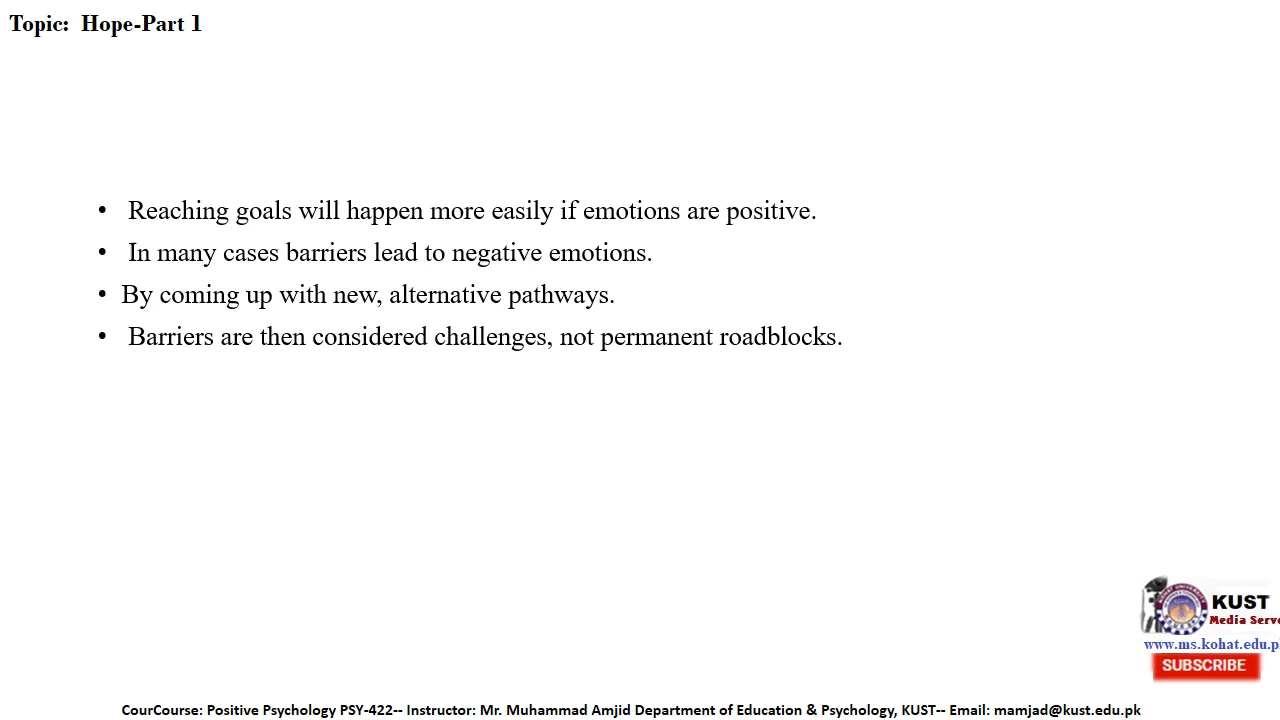 Topic: Hope-Part 1
• Reaching goals will happen more easily if emotions are positive.
• In many cases barriers lead to negative emotions.
• By coming up with new, alternative pathways.
• Barriers are then considered challenges, not permanent roadblocks.
KUST
Media Serve
www.ms.kohat.edu.p
SUBSCRIBE
CourCourse: Positive Psychology PSY-422-- Instructor: Mr. Muhammad Amjid Department of Education & Psychology, KUST-- Email: mamjad@kust.edu.pk